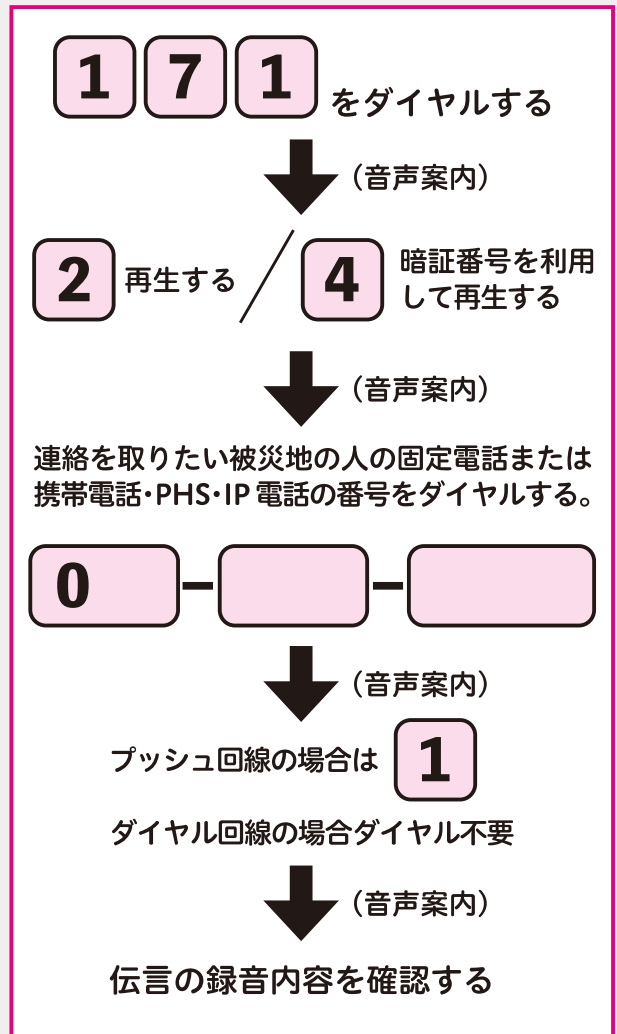 171をダイヤルする
(音声案内)
2 再生する/4 暗証番号を利用
して再生する
(音声案内)
連絡を取りたい被災地の人の固定電話または
携帯電話・PHS・IP電話の番号をダイヤルする。
0 - -
(音声案内)
プッシュ回線の場合は 1
ダイヤル回線の場合ダイヤル不要
(音声案内)
伝言の録音内容を確認する